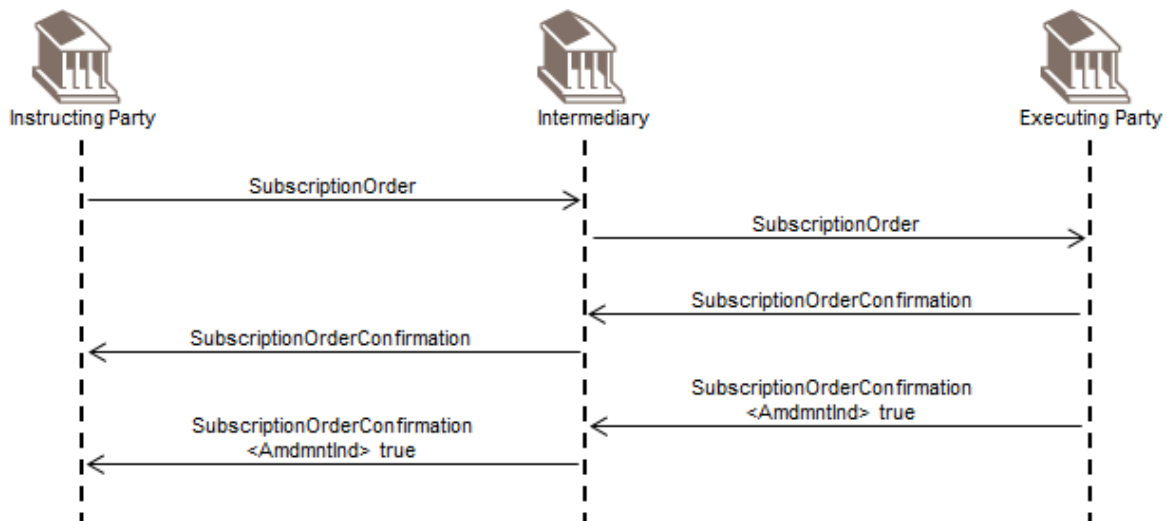 Instructing Party
Intermediary
Executing Party
SubscriptionOrder
SubscriptionOrder
SubscriptionOrderConfirmation
SubscriptionOrderConfirmation
SubscriptionOrderConfirmation
<AmdmntInd> true
SubscriptionOrderConfirmation
<AmdmntInd> true